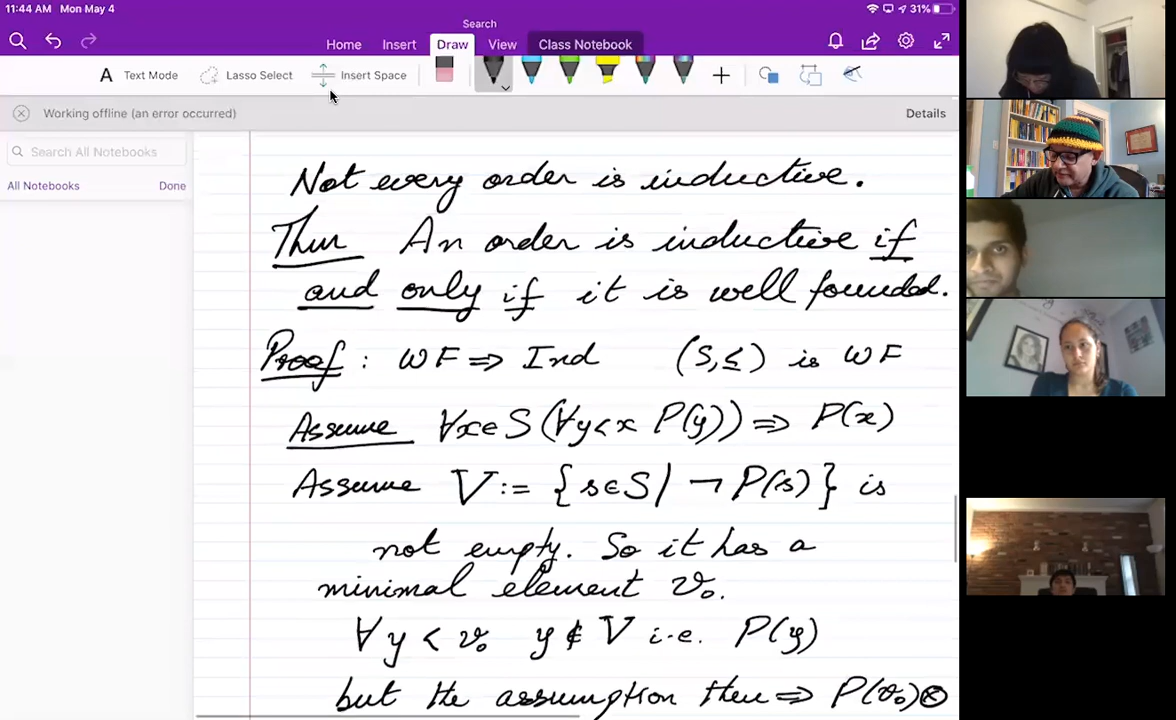 11:44 AM Mon May 4
31%
Search
Home Insert Draw View Class Notebook
A Text Mode Lasso Select Insert Space
Working offline (an error occurred) Details
Search All Notebooks
All Notebooks Done
Not every order is inductive.
Thm An order is inductive if
and only if it is well founded.
Proof : WF ⇒ Ind (S,≤) is WF
Assume ∀x∈S(∀y<x P(y)) ⇒ P(x)
Assume V := {s∈S | ¬P(s)} is
not empty. So it has a
minimal element v₀.
∀y < v₀ y ∉ V i.e. P(y)
but the assumption then ⇒ P(v₀) ⊗